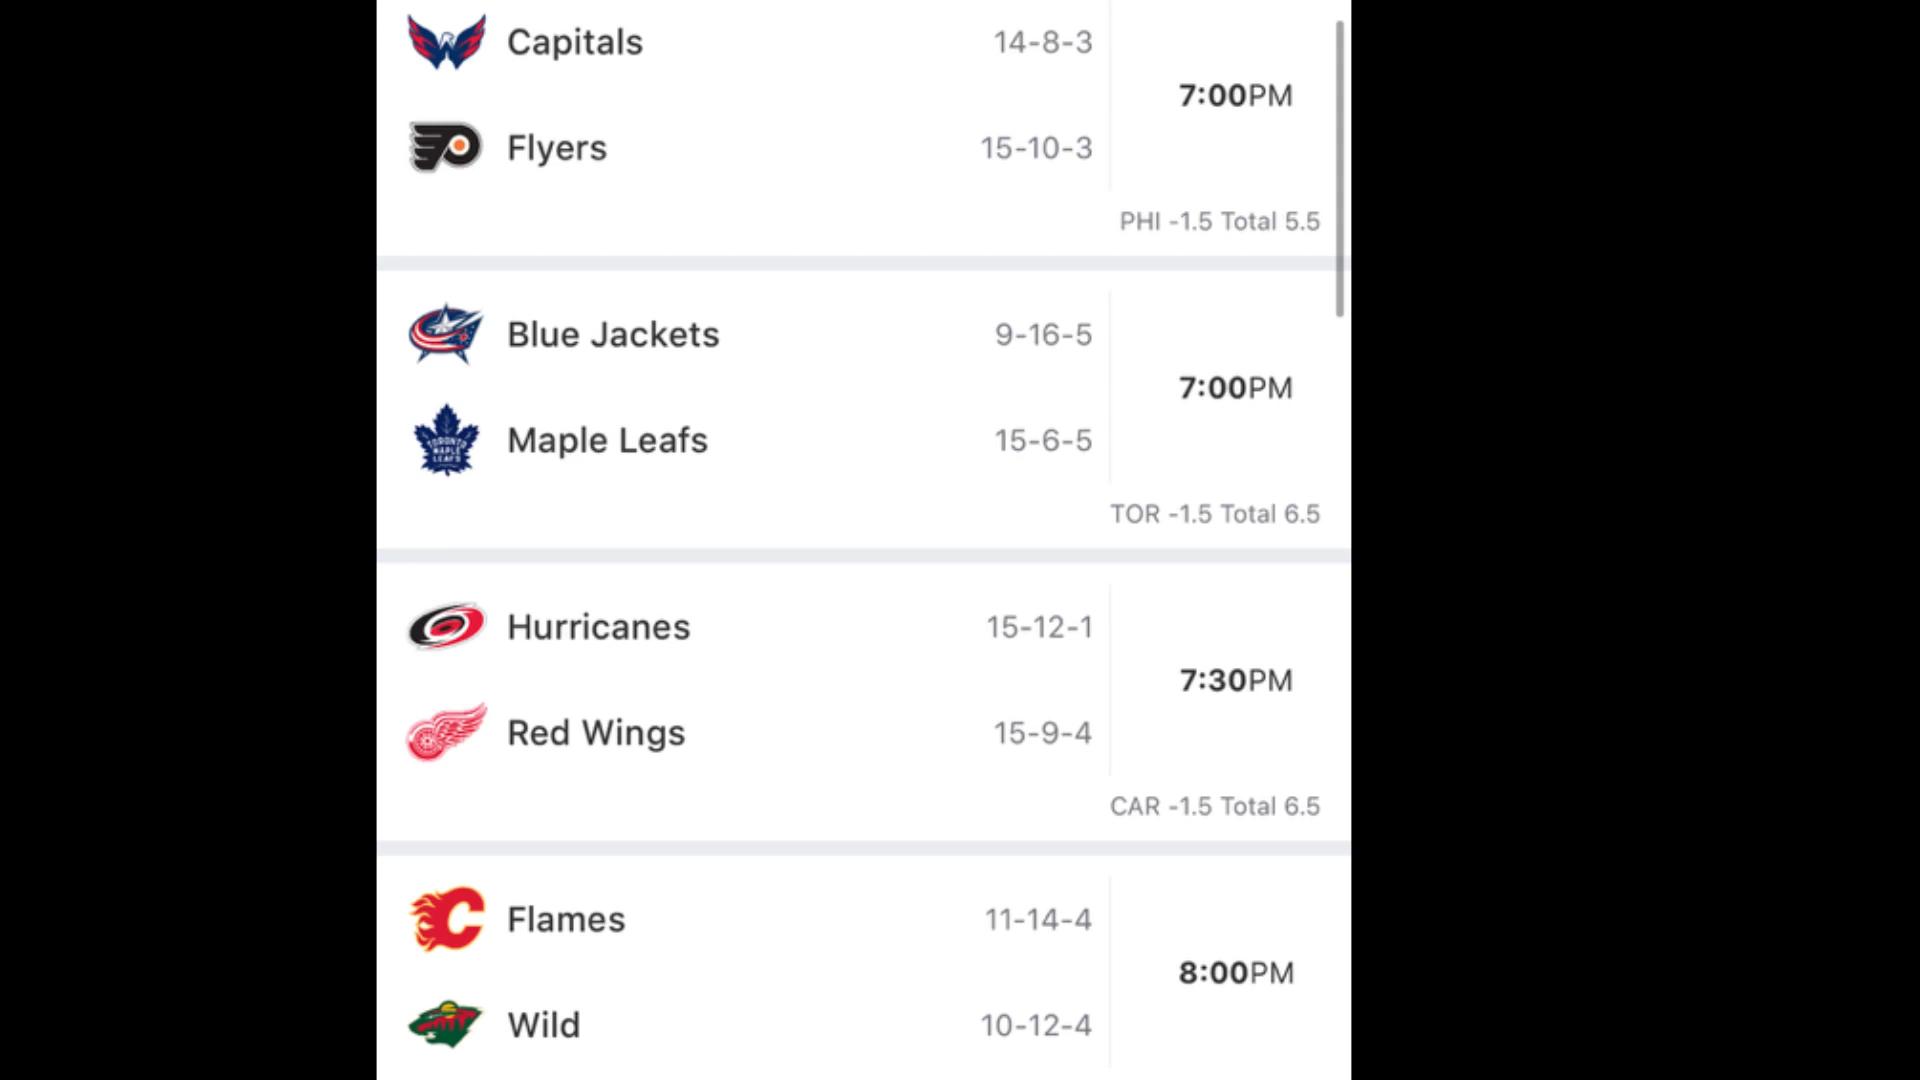 Capitals 14-8-3
7:00PM
Flyers 15-10-3
PHI -1.5 Total 5.5
Blue Jackets 9-16-5
7:00PM
TORONTO
MAPLE
LEAFS
Maple Leafs 15-6-5
TOR -1.5 Total 6.5
Hurricanes 15-12-1
7:30PM
Red Wings 15-9-4
CAR -1.5 Total 6.5
Flames 11-14-4
8:00PM
Wild 10-12-4